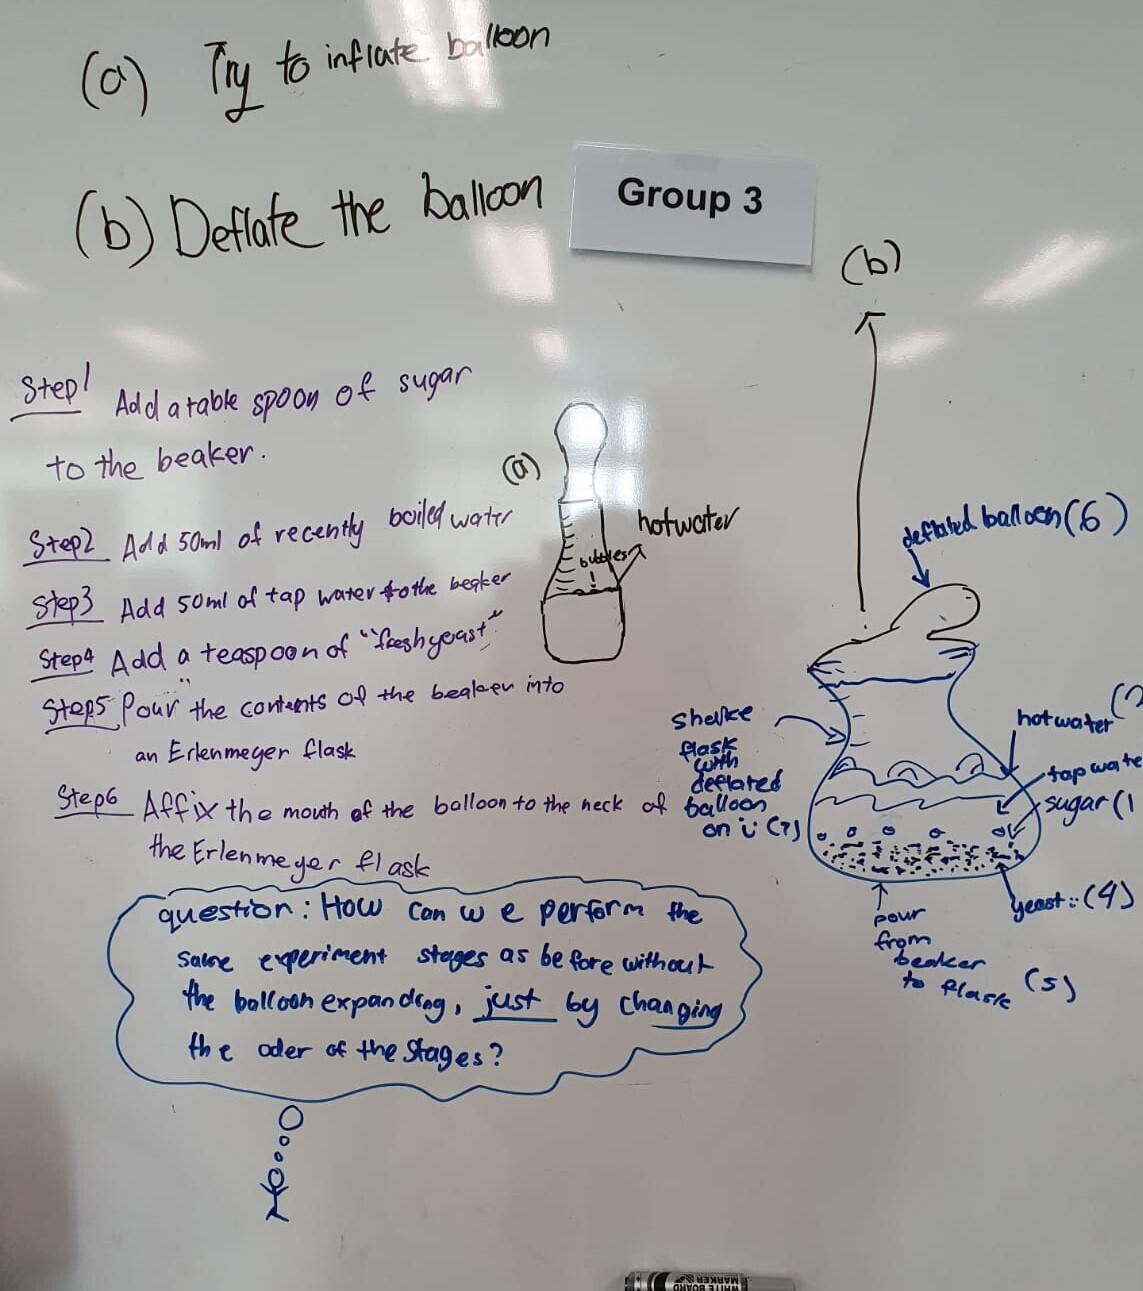 (a) Try to inflate balloon
(b) Deflate the balloon
Group 3
(b)
Step1 Add a table spoon of sugar
to the beaker.
Step2 Add 50ml of recently boiled water
Step3 Add 50ml of tap water to the beaker
Step4 Add a teaspoon of "fresh yeast"
Step5 Pour the contents of the beaker into
an Erlenmeyer flask
Step6 Affix the mouth of the balloon to the neck of
the Erlenmeyer flask
(a)
hotwater
bubbles
deflated balloon (6)
shake
flask
with
deflated
balloon
on (7)
hot water
tap wate
sugar (1
yeast (4)
pour
from
beaker
to flask (5)
question: How can we perform the
same experiment stages as before without
the balloon expanding, just by changing
the oder of the stages?
WHITE BOARD
MARKER